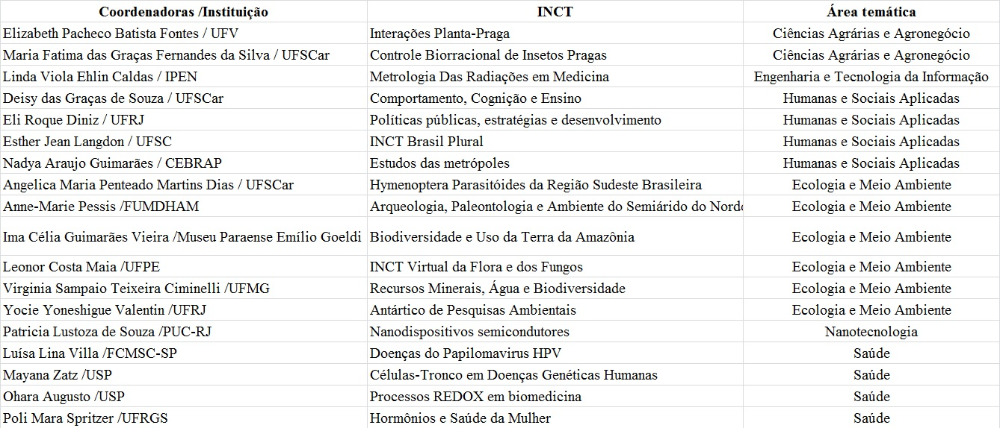 Coordenadoras /Instituição INCT Área temática
Elizabeth Pacheco Batista Fontes / UFV Interações Planta-Praga Ciências Agrárias e Agronegócio
Maria Fatima das Graças Fernandes da Silva / UFSCar Controle Biorracional de Insetos Pragas Ciências Agrárias e Agronegócio
Linda Viola Ehlin Caldas / IPEN Metrologia Das Radiações em Medicina Engenharia e Tecnologia da Informação
Deisy das Graças de Souza / UFSCar Comportamento, Cognição e Ensino Humanas e Sociais Aplicadas
Eli Roque Diniz / UFRJ Políticas públicas, estratégias e desenvolvimento Humanas e Sociais Aplicadas
Esther Jean Langdon / UFSC INCT Brasil Plural Humanas e Sociais Aplicadas
Nadya Araujo Guimarães / CEBRAP Estudos das metrópoles Humanas e Sociais Aplicadas
Angelica Maria Penteado Martins Dias / UFSCar Hymenoptera Parasitóides da Região Sudeste Brasileira Ecologia e Meio Ambiente
Anne-Marie Pessis /FUMDHAM Arqueologia, Paleontologia e Ambiente do Semiárido do Norde Ecologia e Meio Ambiente
Ima Célia Guimarães Vieira /Museu Paraense Emílio Goeldi Biodiversidade e Uso da Terra da Amazônia Ecologia e Meio Ambiente
Leonor Costa Maia /UFPE INCT Virtual da Flora e dos Fungos Ecologia e Meio Ambiente
Virginia Sampaio Teixeira Ciminelli /UFMG Recursos Minerais, Água e Biodiversidade Ecologia e Meio Ambiente
Yocie Yoneshigue Valentin /UFRJ Antártico de Pesquisas Ambientais Ecologia e Meio Ambiente
Patricia Lustoza de Souza /PUC-RJ Nanodispositivos semicondutores Nanotecnologia
Luísa Lina Villa /FCMSC-SP Doenças do Papilomavirus HPV Saúde
Mayana Zatz /USP Células-Tronco em Doenças Genéticas Humanas Saúde
Ohara Augusto /USP Processos REDOX em biomedicina Saúde
Poli Mara Spritzer /UFRGS Hormônios e Saúde da Mulher Saúde